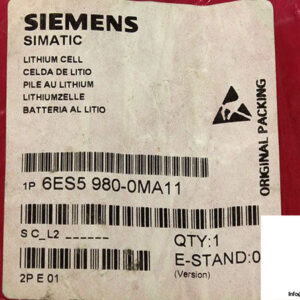 SIEMENS
SIMATIC
LITHIUM CELL
CELDA DE LITIO
PILE AU LITHIUM
LITHIUMZELLE
BATTERIA AL LITIO
ORIGINAL PACKING
1P 6ES5 980-0MA11
S C_L2 ______
QTY:1
E-STAND:0
(Version)
2P E 01
Info